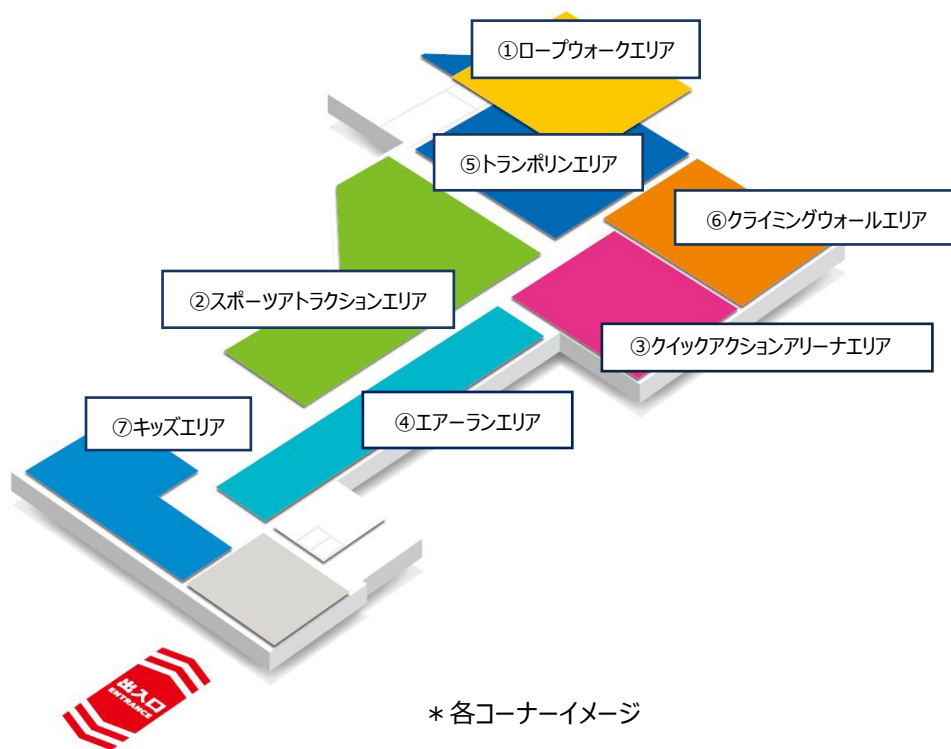 ①ロープウォークエリア
⑤トランポリンエリア
⑥クライミングウォールエリア
②スポーツアトラクションエリア
③クイックアクションアリーナエリア
⑦キッズエリア
④エアーランエリア
出入口
ENTRANCE
＊各コーナーイメージ